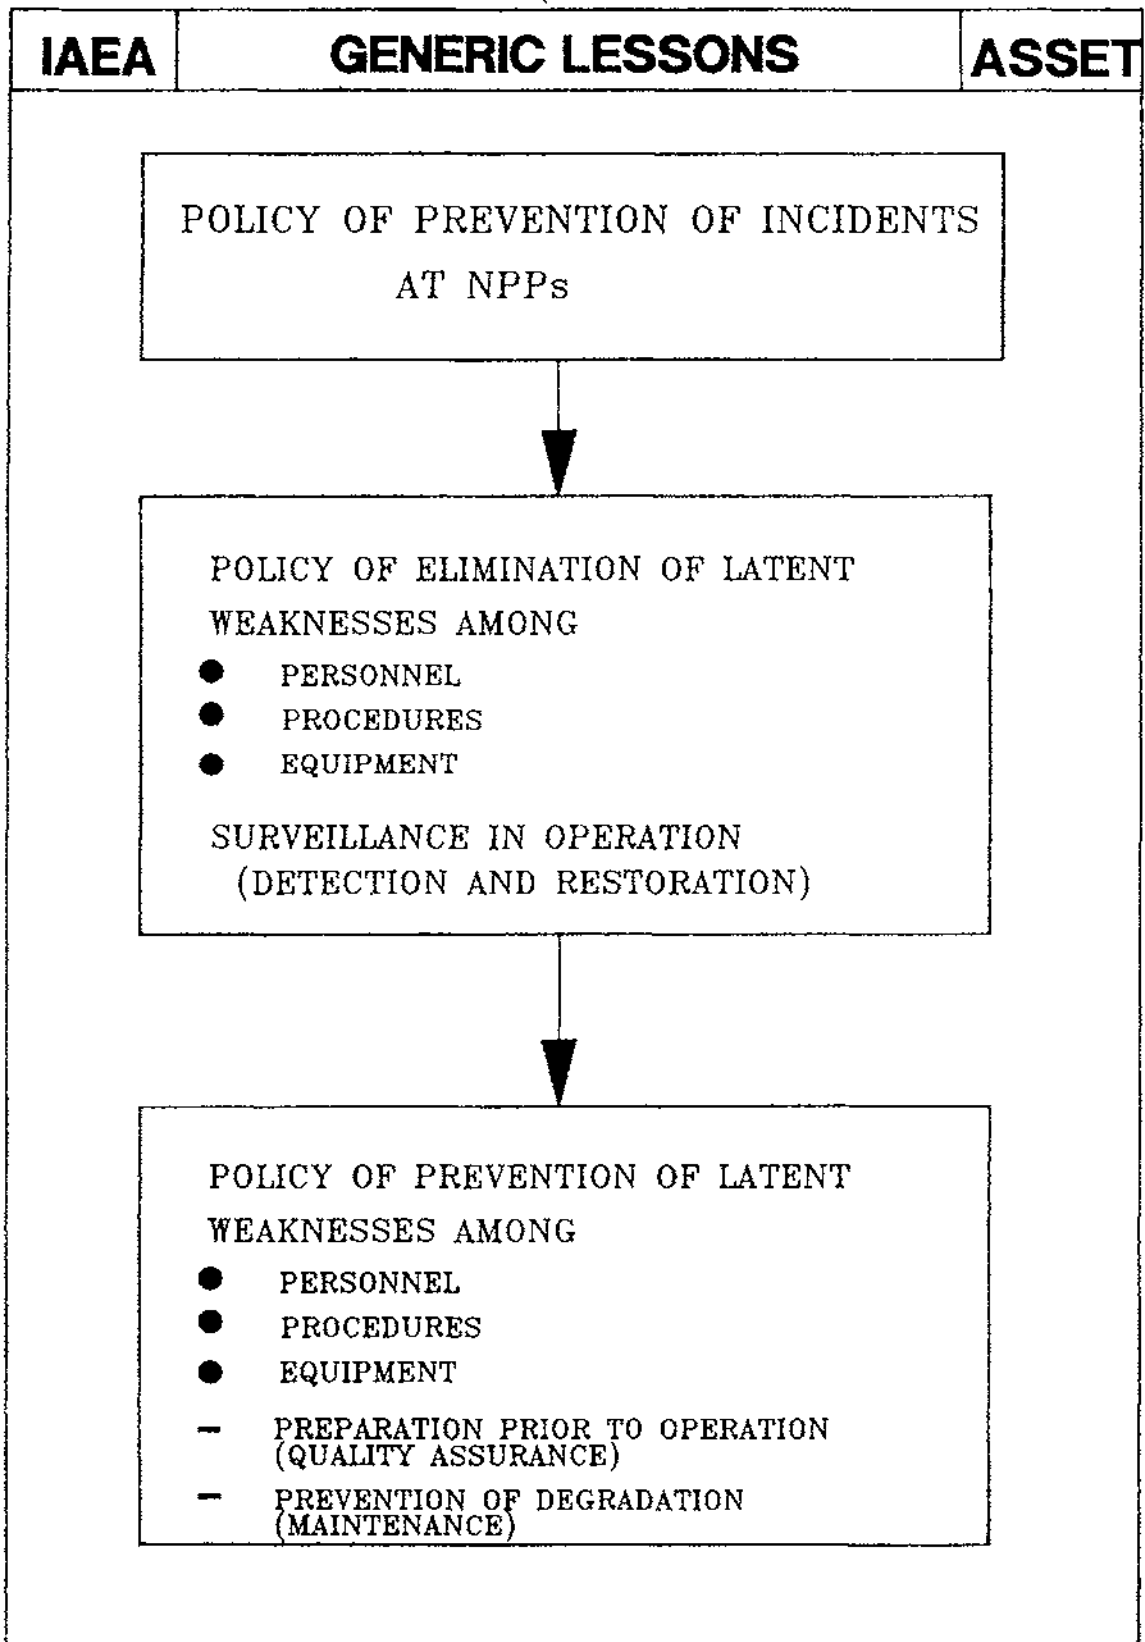 IAEA GENERIC LESSONS ASSET
POLICY OF PREVENTION OF INCIDENTS
AT NPPs
POLICY OF ELIMINATION OF LATENT
WEAKNESSES AMONG
● PERSONNEL
● PROCEDURES
● EQUIPMENT
SURVEILLANCE IN OPERATION
(DETECTION AND RESTORATION)
POLICY OF PREVENTION OF LATENT
WEAKNESSES AMONG
● PERSONNEL
● PROCEDURES
● EQUIPMENT
– PREPARATION PRIOR TO OPERATION
(QUALITY ASSURANCE)
– PREVENTION OF DEGRADATION
(MAINTENANCE)